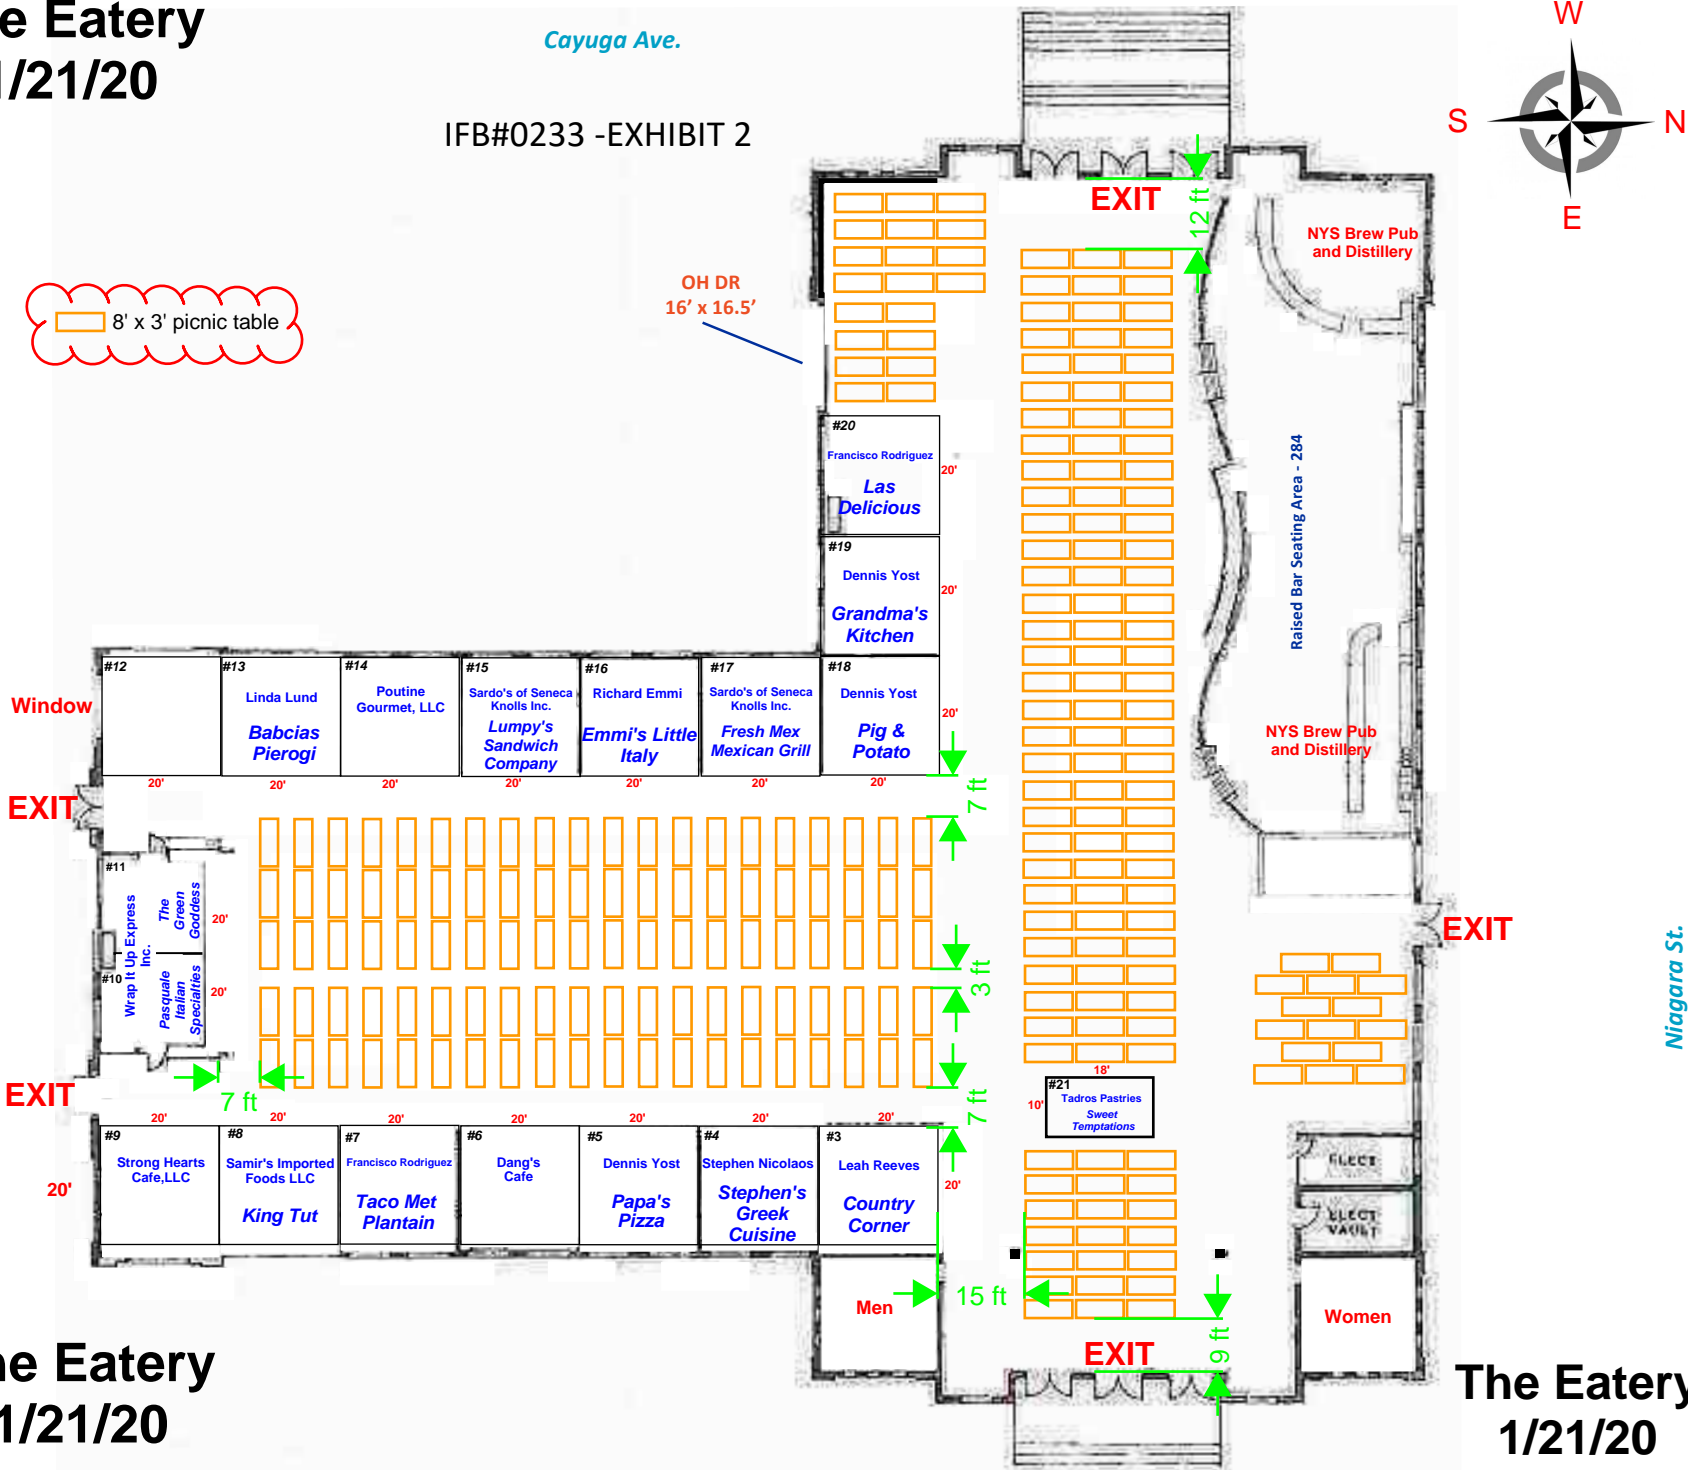 e Eatery
1/21/20
Cayuga Ave.
IFB#0233 -EXHIBIT 2
W
S
N
E
EXIT
12 ft
NYS Brew Pub
and Distillery
OH DR
16' x 16.5'
8' x 3' picnic table
#20
Francisco Rodriguez
Las
Delicious
20'
Raised Bar Seating Area - 284
#19
Dennis Yost
Grandma's
Kitchen
20'
Window
#12
20'
#13
Linda Lund
Babcias
Pierogi
20'
#14
Poutine
Gourmet, LLC
20'
#15
Sardo's of Seneca
Knolls Inc.
Lumpy's
Sandwich
Company
20'
#16
Richard Emmi
Emmi's Little
Italy
20'
#17
Sardo's of Seneca
Knolls Inc.
Fresh Mex
Mexican Grill
20'
#18
Dennis Yost
Pig &
Potato
20'
20'
NYS Brew Pub
and Distillery
EXIT
7 ft
#11
Wrap It Up Express
Inc.
The
Green
Goddess
20'
#10
Pasquale
Italian
Specialties
20'
3 ft
EXIT
Niagara St.
EXIT
7 ft
7 ft
18'
10'
#21
Tadros Pastries
Sweet
Temptations
20'
20'
20'
20'
20'
20'
20'
#9
Strong Hearts
Cafe,LLC
20'
#8
Samir's Imported
Foods LLC
King Tut
#7
Francisco Rodriguez
Taco Met
Plantain
#6
Dang's
Cafe
#5
Dennis Yost
Papa's
Pizza
#4
Stephen Nicolaos
Stephen's
Greek
Cuisine
#3
Leah Reeves
Country
Corner
20'
ELECT
ELECT
VAULT
Men
15 ft
Women
EXIT
9 ft
he Eatery
1/21/20
The Eatery
1/21/20